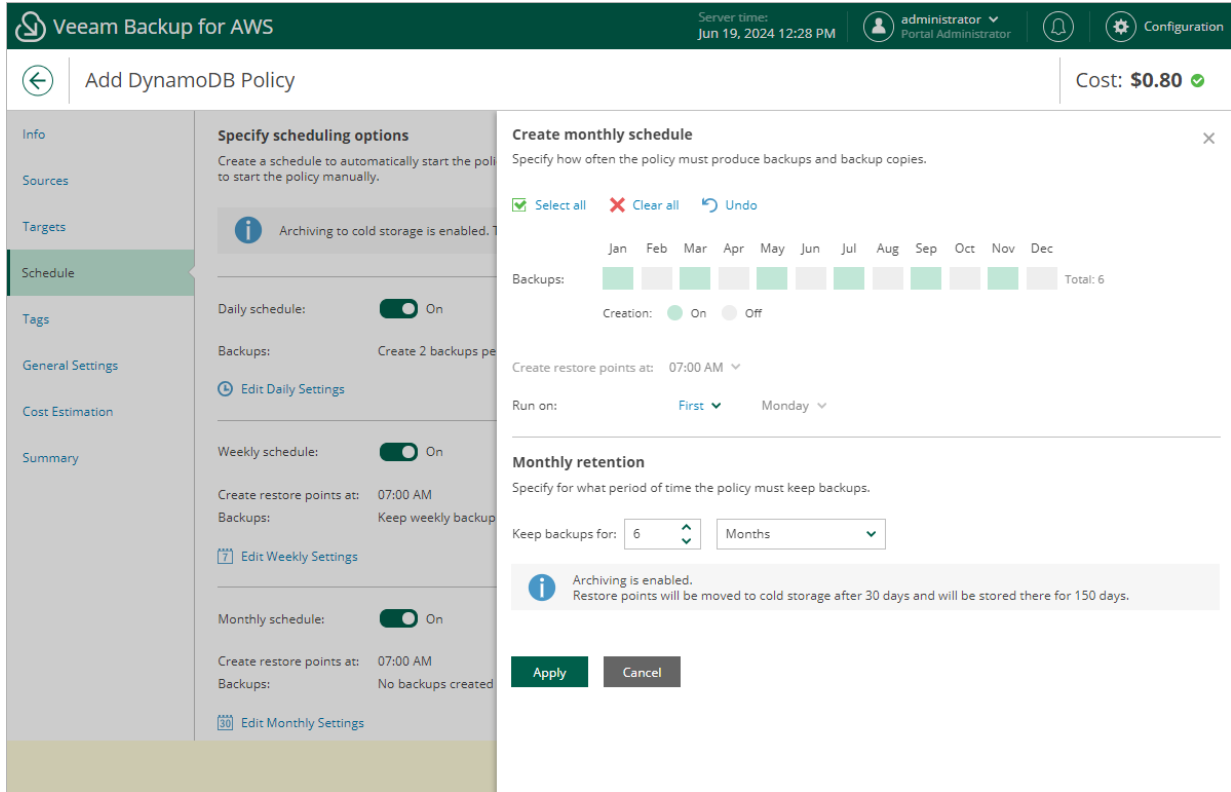 Veeam Backup for AWS
Server time:
Jun 19, 2024 12:28 PM
administrator
Portal Administrator
Configuration
Add DynamoDB Policy
Cost: $0.80
Info
Sources
Targets
Schedule
Tags
General Settings
Cost Estimation
Summary
Specify scheduling options
Create a schedule to automatically start the poli
to start the policy manually.
Archiving to cold storage is enabled. T
Daily schedule: On
Backups: Create 2 backups pe
Edit Daily Settings
Weekly schedule: On
Create restore points at: 07:00 AM
Backups: Keep weekly backup
7 Edit Weekly Settings
Monthly schedule: On
Create restore points at: 07:00 AM
Backups: No backups created
30 Edit Monthly Settings
Create monthly schedule
Specify how often the policy must produce backups and backup copies.
Select all Clear all Undo
Jan Feb Mar Apr May Jun Jul Aug Sep Oct Nov Dec
Backups: Total: 6
Creation: On Off
Create restore points at: 07:00 AM
Run on: First Monday
Monthly retention
Specify for what period of time the policy must keep backups.
Keep backups for: 6 Months
Archiving is enabled.
Restore points will be moved to cold storage after 30 days and will be stored there for 150 days.
Apply Cancel